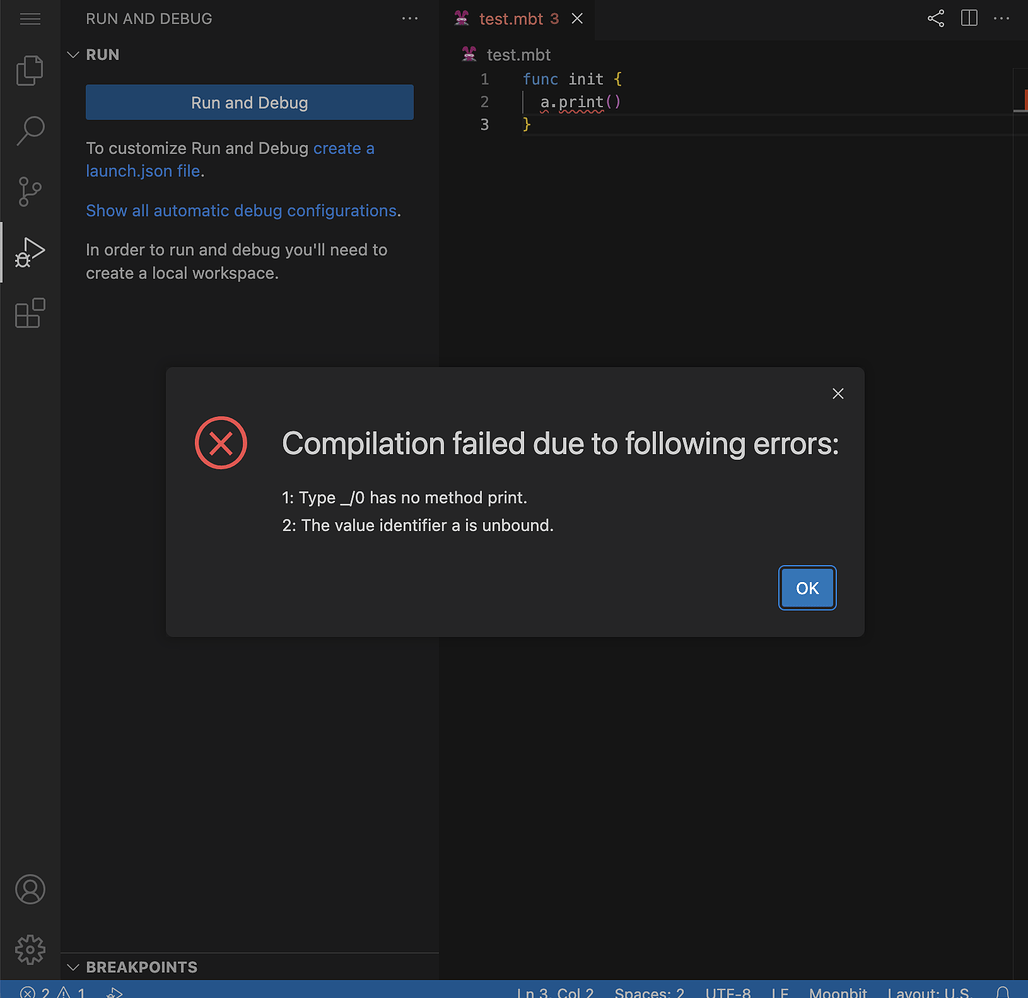 RUN AND DEBUG
RUN
Run and Debug
To customize Run and Debug create a
launch.json file.
Show all automatic debug configurations.
In order to run and debug you'll need to
create a local workspace.
test.mbt 3
test.mbt
1 func init {
2 a.print()
3 }
Compilation failed due to following errors:
1: Type _/0 has no method print.
2: The value identifier a is unbound.
OK
BREAKPOINTS
2 1 Ln 3, Col 2 Spaces: 2 UTF-8 LF Moonbit Layout: U.S.